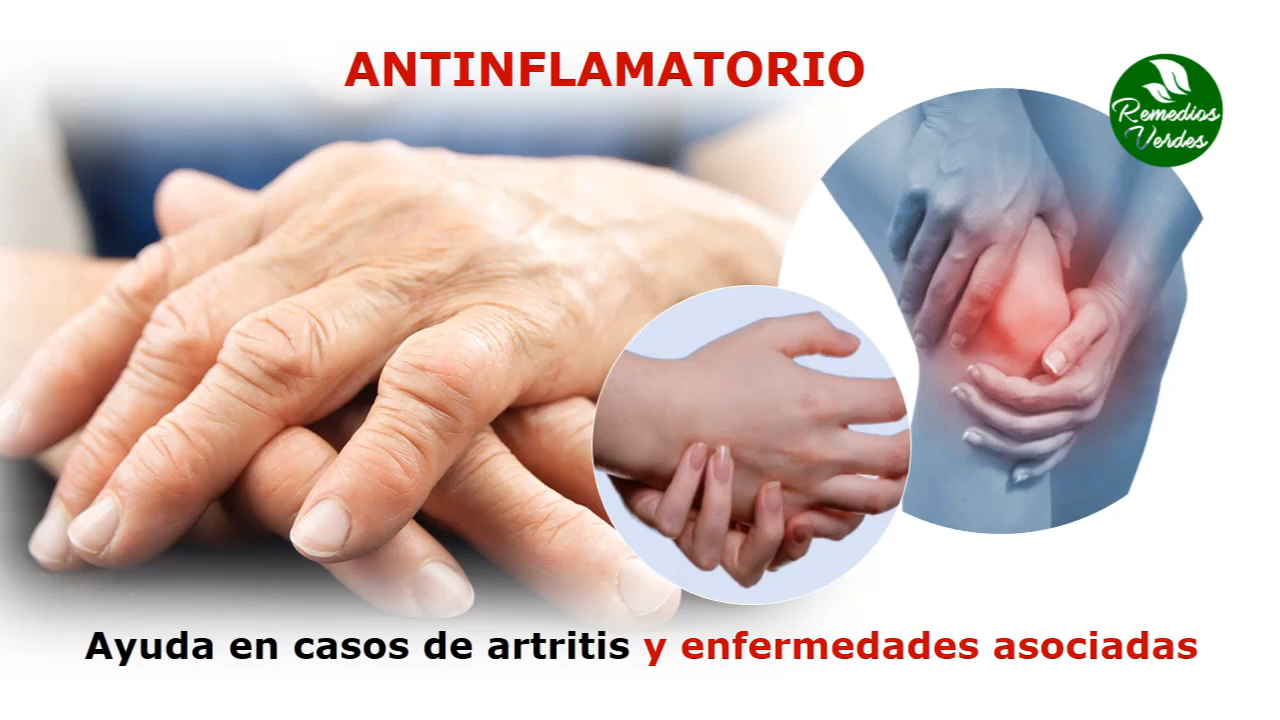 ANTINFLAMATORIO
Remedios
Verdes
Ayuda en casos de artritis y enfermedades asociadas